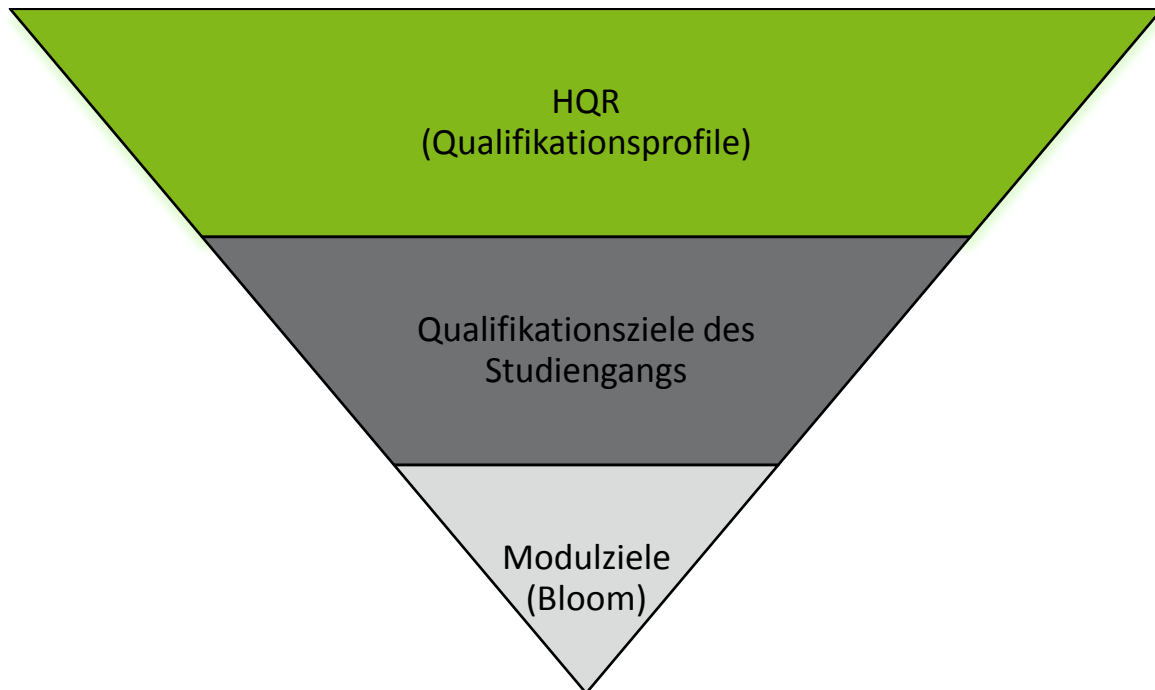 HQR
(Qualifikationsprofile)
Qualifikationsziele des
Studiengangs
Modulziele
(Bloom)